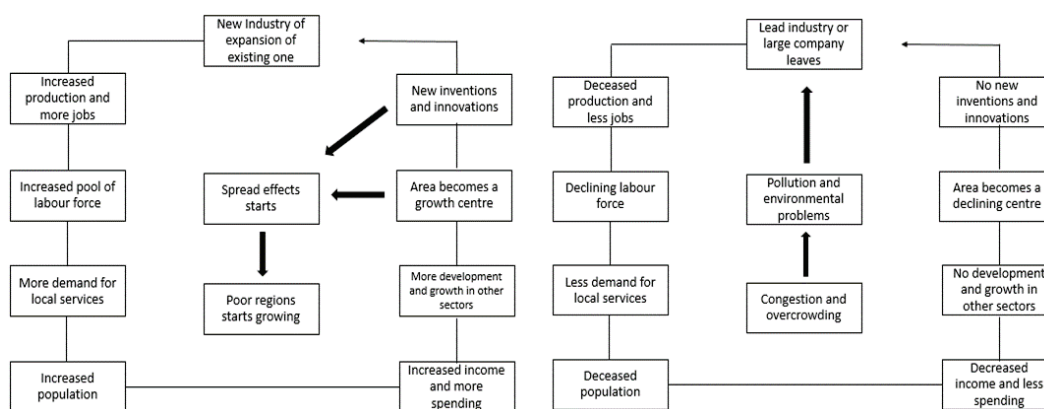 New Industry of
expansion of
existing one
Increased
production and
more jobs
New inventions
and innovations
Increased pool of
labour force
Spread effects
starts
Area becomes a
growth centre
More demand for
local services
Poor regions
starts growing
More development
and growth in other
sectors
Increased
population
Increased income
and more
spending
Lead industry or
large company
leaves
Deceased
production and
less jobs
No new
inventions and
innovations
Declining labour
force
Pollution and
environmental
problems
Area becomes a
declining centre
Less demand for
local services
Congestion and
overcrowding
No development
and growth in
other sectors
Deceased
population
Decreased
income and less
spending